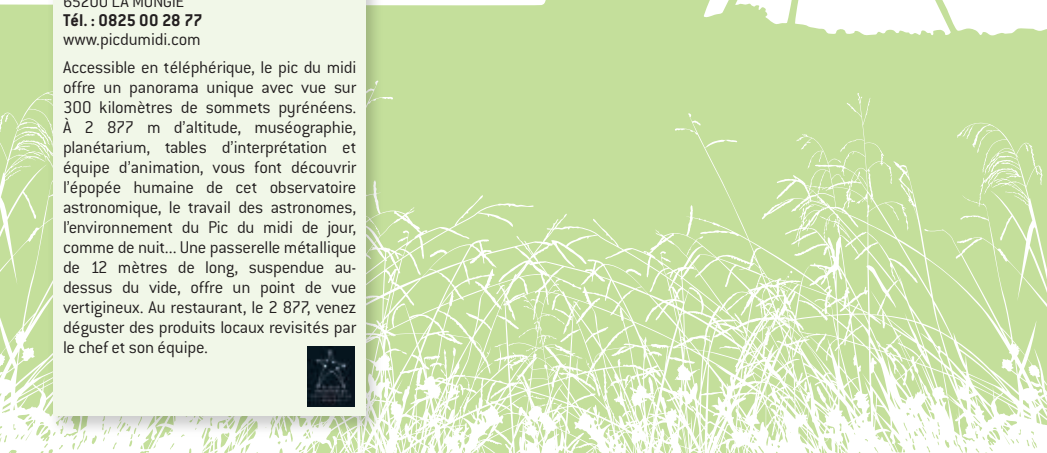 65200 LA MONGIE
Tél. : 0825 00 28 77
www.picdumidi.com
Accessible en téléphérique, le pic du midi
offre un panorama unique avec vue sur
300 kilomètres de sommets pyrénéens.
À 2 877 m d'altitude, muséographie,
planétarium, tables d'interprétation et
équipe d'animation, vous font découvrir
l'épopée humaine de cet observatoire
astronomique, le travail des astronomes,
l'environnement du Pic du midi de jour,
comme de nuit... Une passerelle métallique
de 12 mètres de long, suspendue au-
dessus du vide, offre un point de vue
vertigineux. Au restaurant, le 2 877, venez
déguster des produits locaux revisités par
le chef et son équipe.